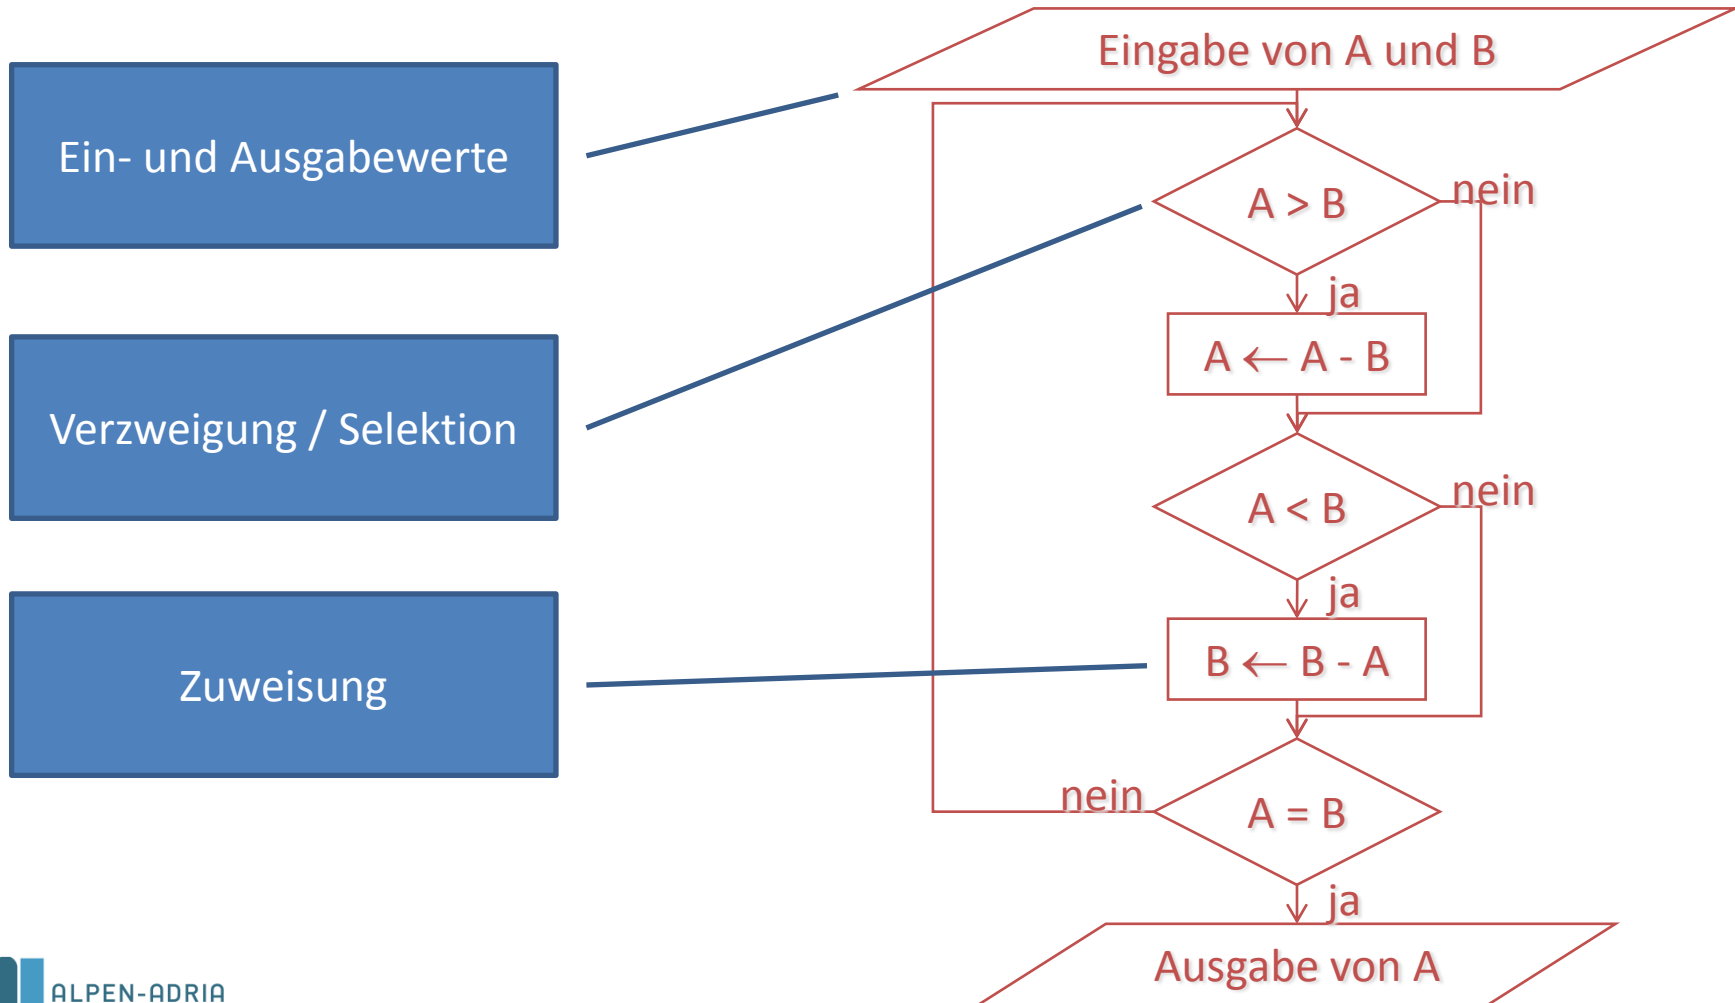 Ein- und Ausgabewerte
Verzweigung / Selektion
Zuweisung
Eingabe von A und B
A > B
nein
ja
A ← A - B
A < B
nein
ja
B ← B - A
A = B
nein
ja
Ausgabe von A
ALPEN-ADRIA